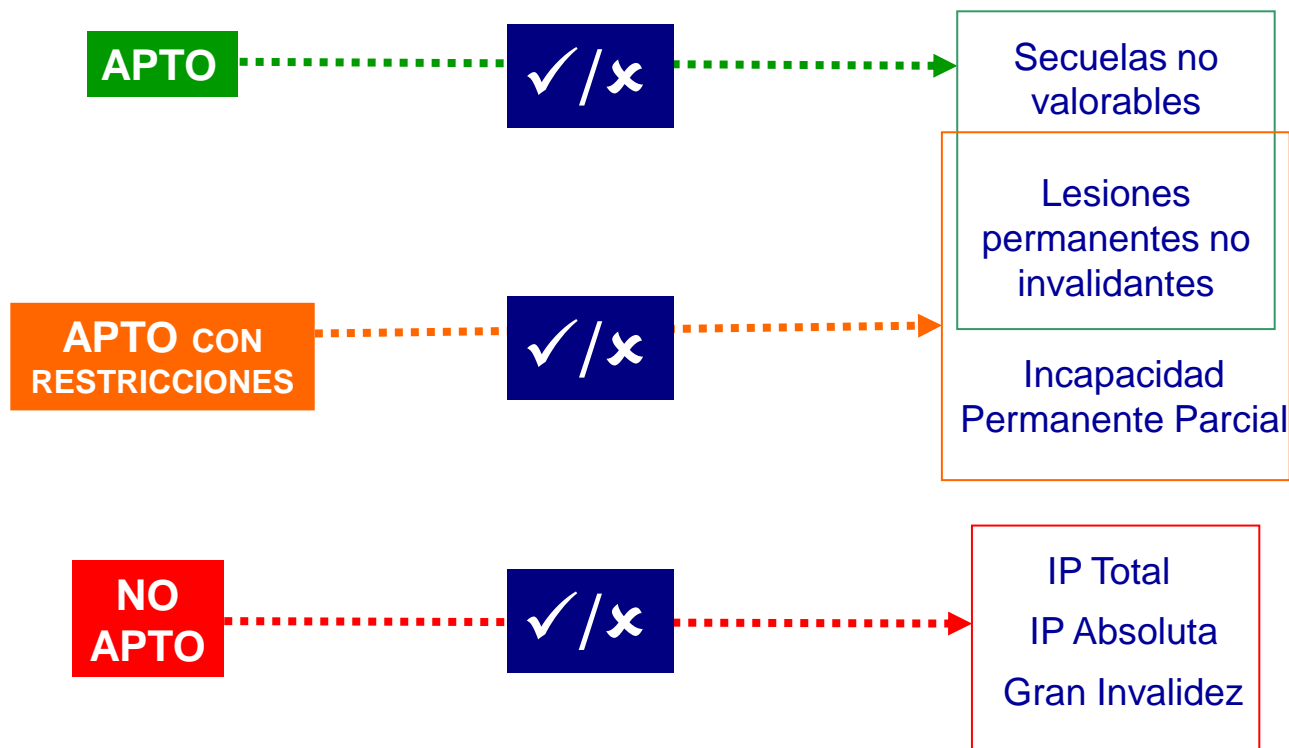 APTO
✓/✗
Secuelas no
valorables
Lesiones
permanentes no
invalidantes
APTO CON
RESTRICCIONES
✓/✗
Incapacidad
Permanente Parcial
NO
APTO
✓/✗
IP Total
IP Absoluta
Gran Invalidez